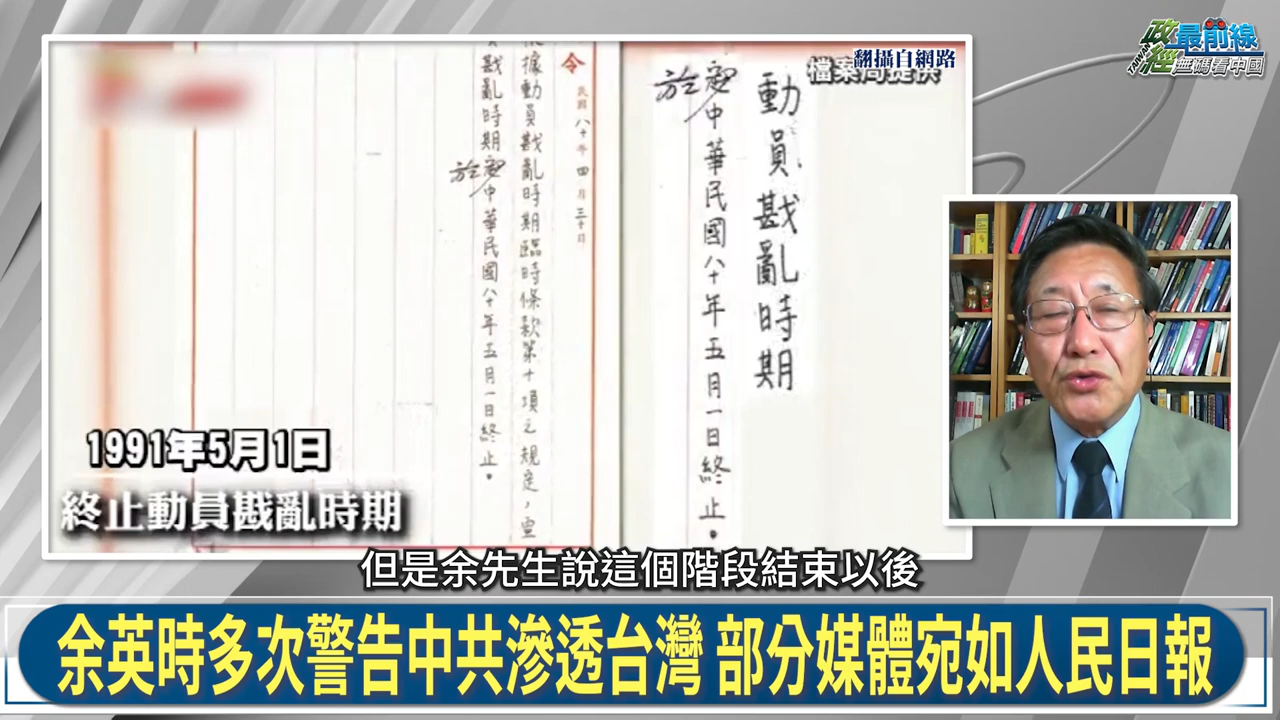 政經最前線
無碼看中國
翻攝自網路
檔案局提供
動員戡亂時期
於中華民國八十年五月一日終止。
令
民國八十年四月三十日
據動員戡亂時期臨時條款第十項之規定,
戡亂時期
於中華民國八十年五月一日終止。
1991年5月1日
終止動員戡亂時期
但是余先生說這個階段結束以後
余英時多次警告中共滲透台灣 部分媒體宛如人民日報